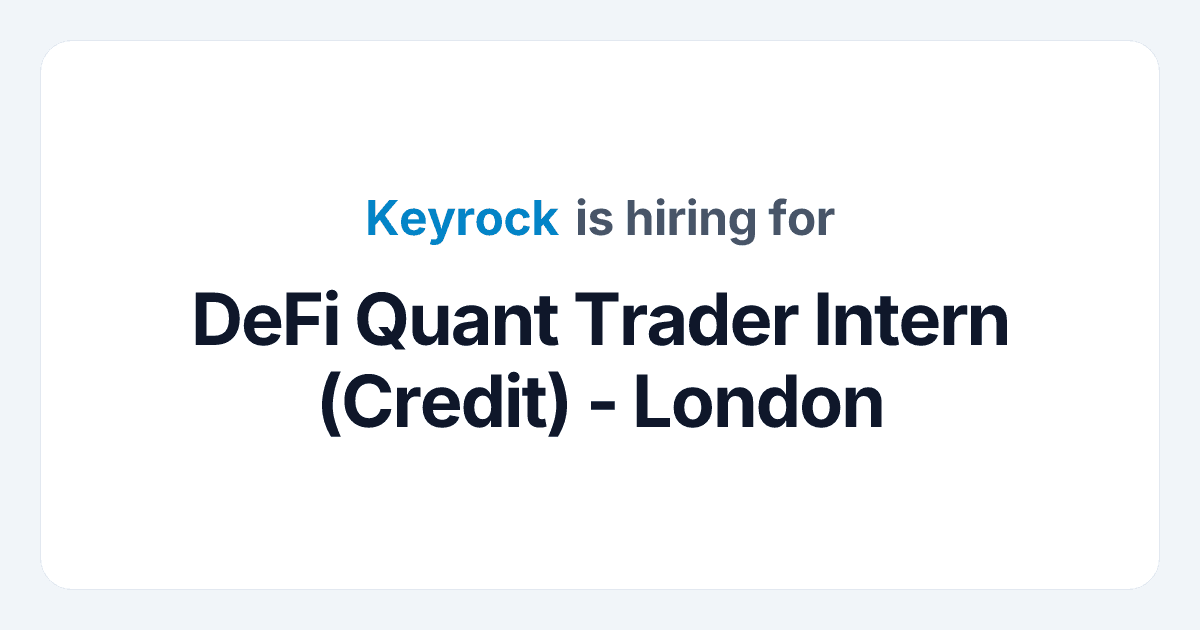 Keyrock is hiring for
DeFi Quant Trader Intern
(Credit) - London